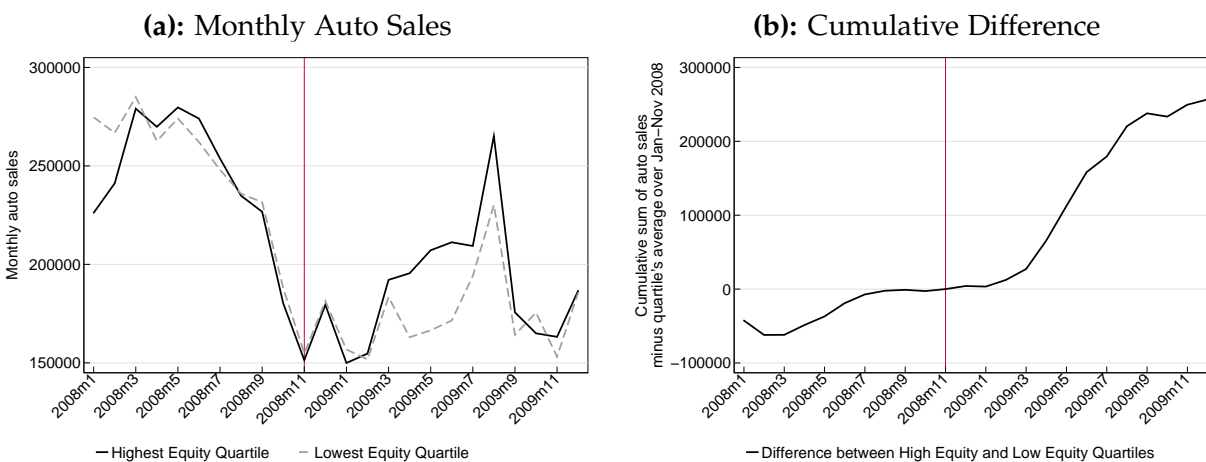 (a): Monthly Auto Sales
Monthly auto sales
300000
250000
200000
150000
2008m1
2008m3
2008m5
2008m7
2008m9
2008m11
2009m1
2009m3
2009m5
2009m7
2009m9
2009m11
Highest Equity Quartile
Lowest Equity Quartile
(b): Cumulative Difference
Cumulative sum of auto sales
minus quartile's average over Jan−Nov 2008
300000
200000
100000
0
−100000
2008m1
2008m3
2008m5
2008m7
2008m9
2008m11
2009m1
2009m3
2009m5
2009m7
2009m9
2009m11
Difference between High Equity and Low Equity Quartiles